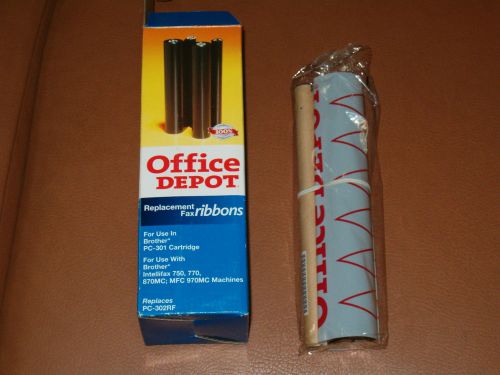 100%
Office
DEPOT
Replacement
Fax ribbons
For Use In
Brother®
PC-301 Cartridge
For Use With
Brother®
Intellifax 750, 770,
870MC; MFC 970MC Machines
Replaces
PC-302RF
Office DEPOT